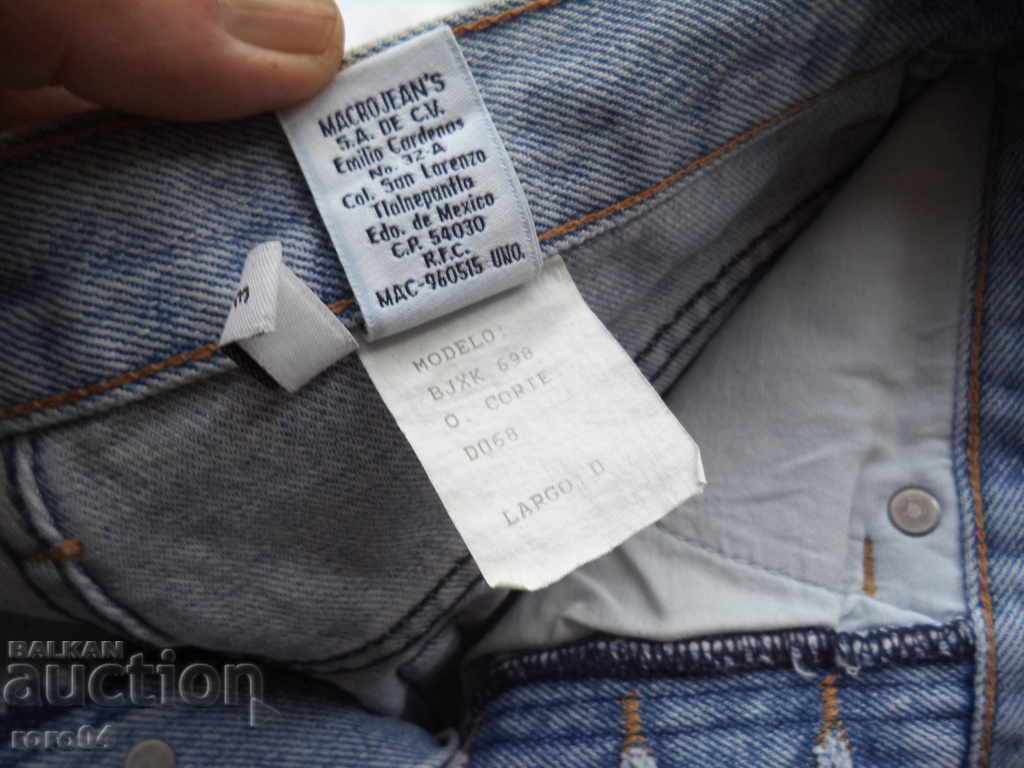 MACROJEAN'S
S.A. DE C.V.
Emilio Cardenas
No. 32-A
Col. San Lorenzo
Tlalnepantla
Edo. de Mexico
C.P. 54030
R.F.C.
MAC-960515 UNO.
MODELO:
BJXK 698
O. CORTE
D068
LARGO: D
BALKAN
auction
roro04